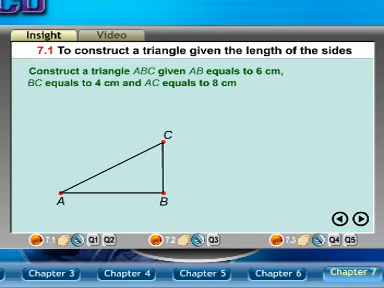 Insight Video
7.1 To construct a triangle given the length of the sides
Construct a triangle ABC given AB equals to 6 cm,
BC equals to 4 cm and AC equals to 8 cm
C
A B
7.1 Q1 Q2 7.2 Q3 7.3 Q4 Q5
Chapter 3 Chapter 4 Chapter 5 Chapter 6 Chapter 7